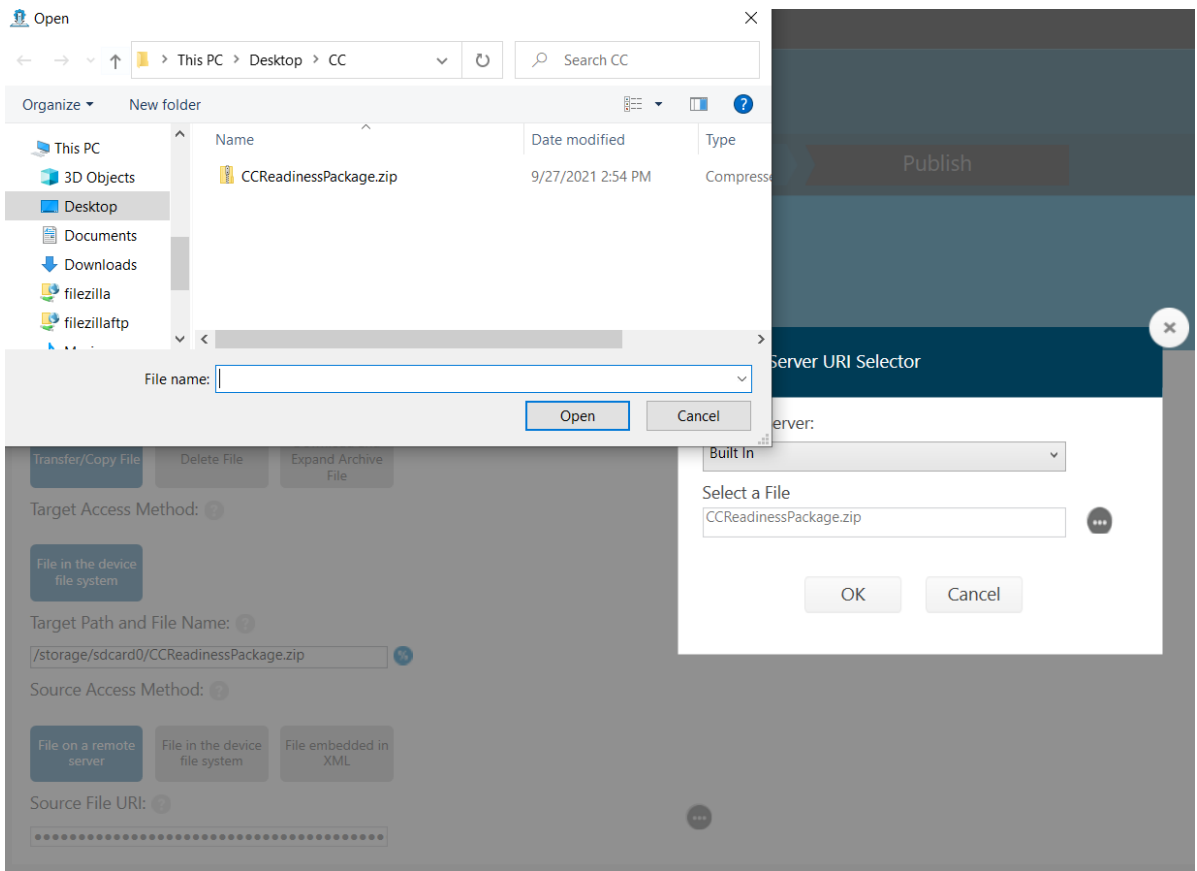 Open
This PC > Desktop > CC
Search CC
Organize
New folder
Name
Date modified
Type
This PC
3D Objects
Desktop
Documents
Downloads
filezilla
filezillaftp
CCReadinessPackage.zip
9/27/2021 2:54 PM
Compresse
File name:
Open
Cancel
Publish
Server URI Selector
erver:
Built In
Select a File
CCReadinessPackage.zip
OK
Cancel
Transfer/Copy File
Delete File
Expand Archive
File
Target Access Method: ?
File in the device
file system
Target Path and File Name: ?
/storage/sdcard0/CCReadinessPackage.zip
Source Access Method: ?
File on a remote
server
File in the device
file system
File embedded in
XML
Source File URI: ?